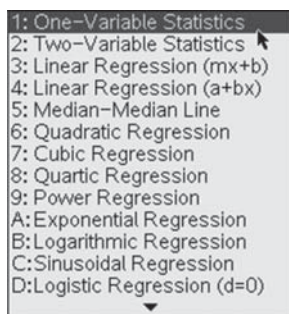 1: One-Variable Statistics
2: Two-Variable Statistics
3: Linear Regression (mx+b)
4: Linear Regression (a+bx)
5: Median-Median Line
6: Quadratic Regression
7: Cubic Regression
8: Quartic Regression
9: Power Regression
A:Exponential Regression
B:Logarithmic Regression
C:Sinusoidal Regression
D:Logistic Regression (d=0)